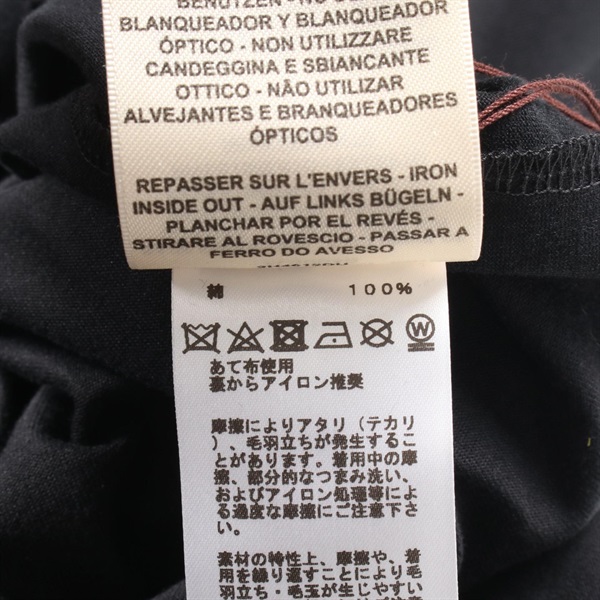 BENUTZEN - NO USAR
BLANQUEADOR Y BLANQUEADOR
ÓPTICO - NON UTILIZZARE
CANDEGGINA E SBIANCANTE
OTTICO - NÃO UTILIZAR
ALVEJANTES E BRANQUEADORES
ÓPTICOS
REPASSER SUR L'ENVERS - IRON
INSIDE OUT - AUF LINKS BÜGELN -
PLANCHAR POR EL REVÉS -
STIRARE AL ROVESCIO - PASSAR A
FERRO DO AVESSO
綿 100%
W
あて布使用
裏からアイロン推奨
摩擦によりアタリ（テカリ
）、毛羽立ちが発生するこ
とがあります。着用中の摩
擦、部分的なつまみ洗い、
およびアイロン処理等によ
る過度な摩擦にご注意下さ
い。
素材の特性上、摩擦や、着
用を繰り返すことにより毛
羽立ち・毛玉が生じやすい